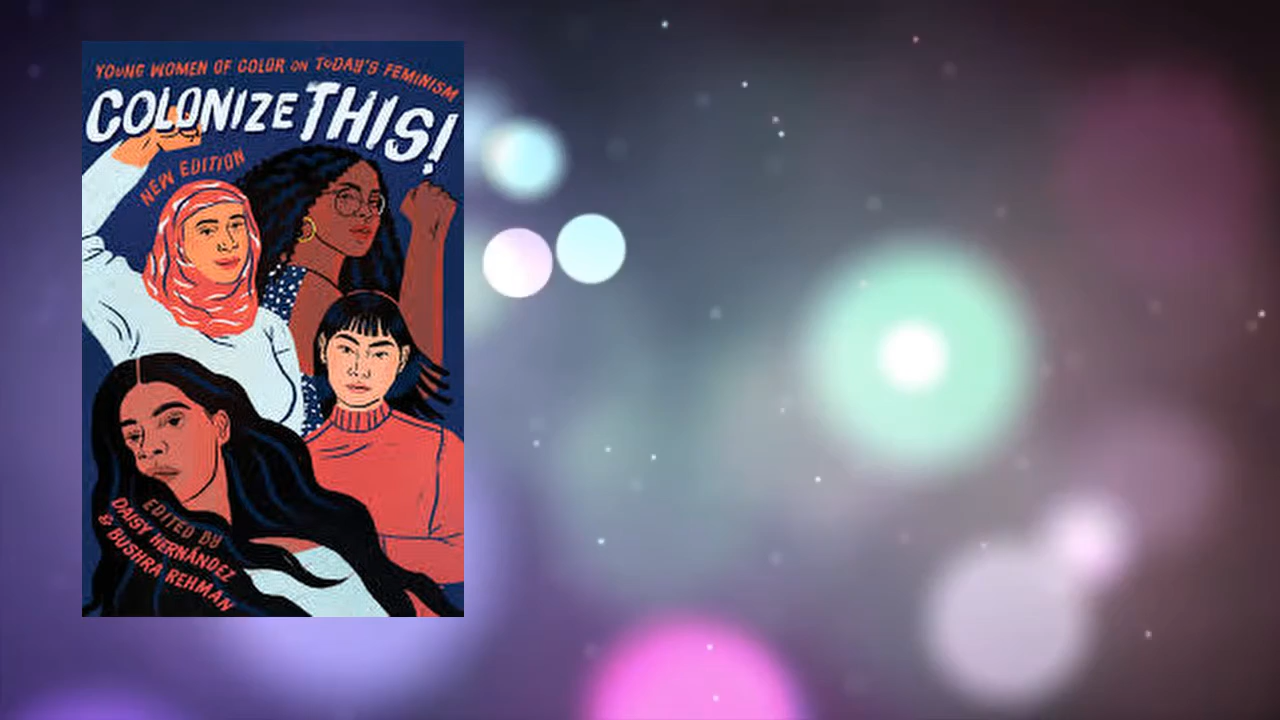 YOUNG WOMEN OF COLOR ON TODAY'S FEMINISM
COLONIZE THIS!
NEW EDITION
EDITED BY
DAISY HERNÁNDEZ
& BUSHRA REHMAN